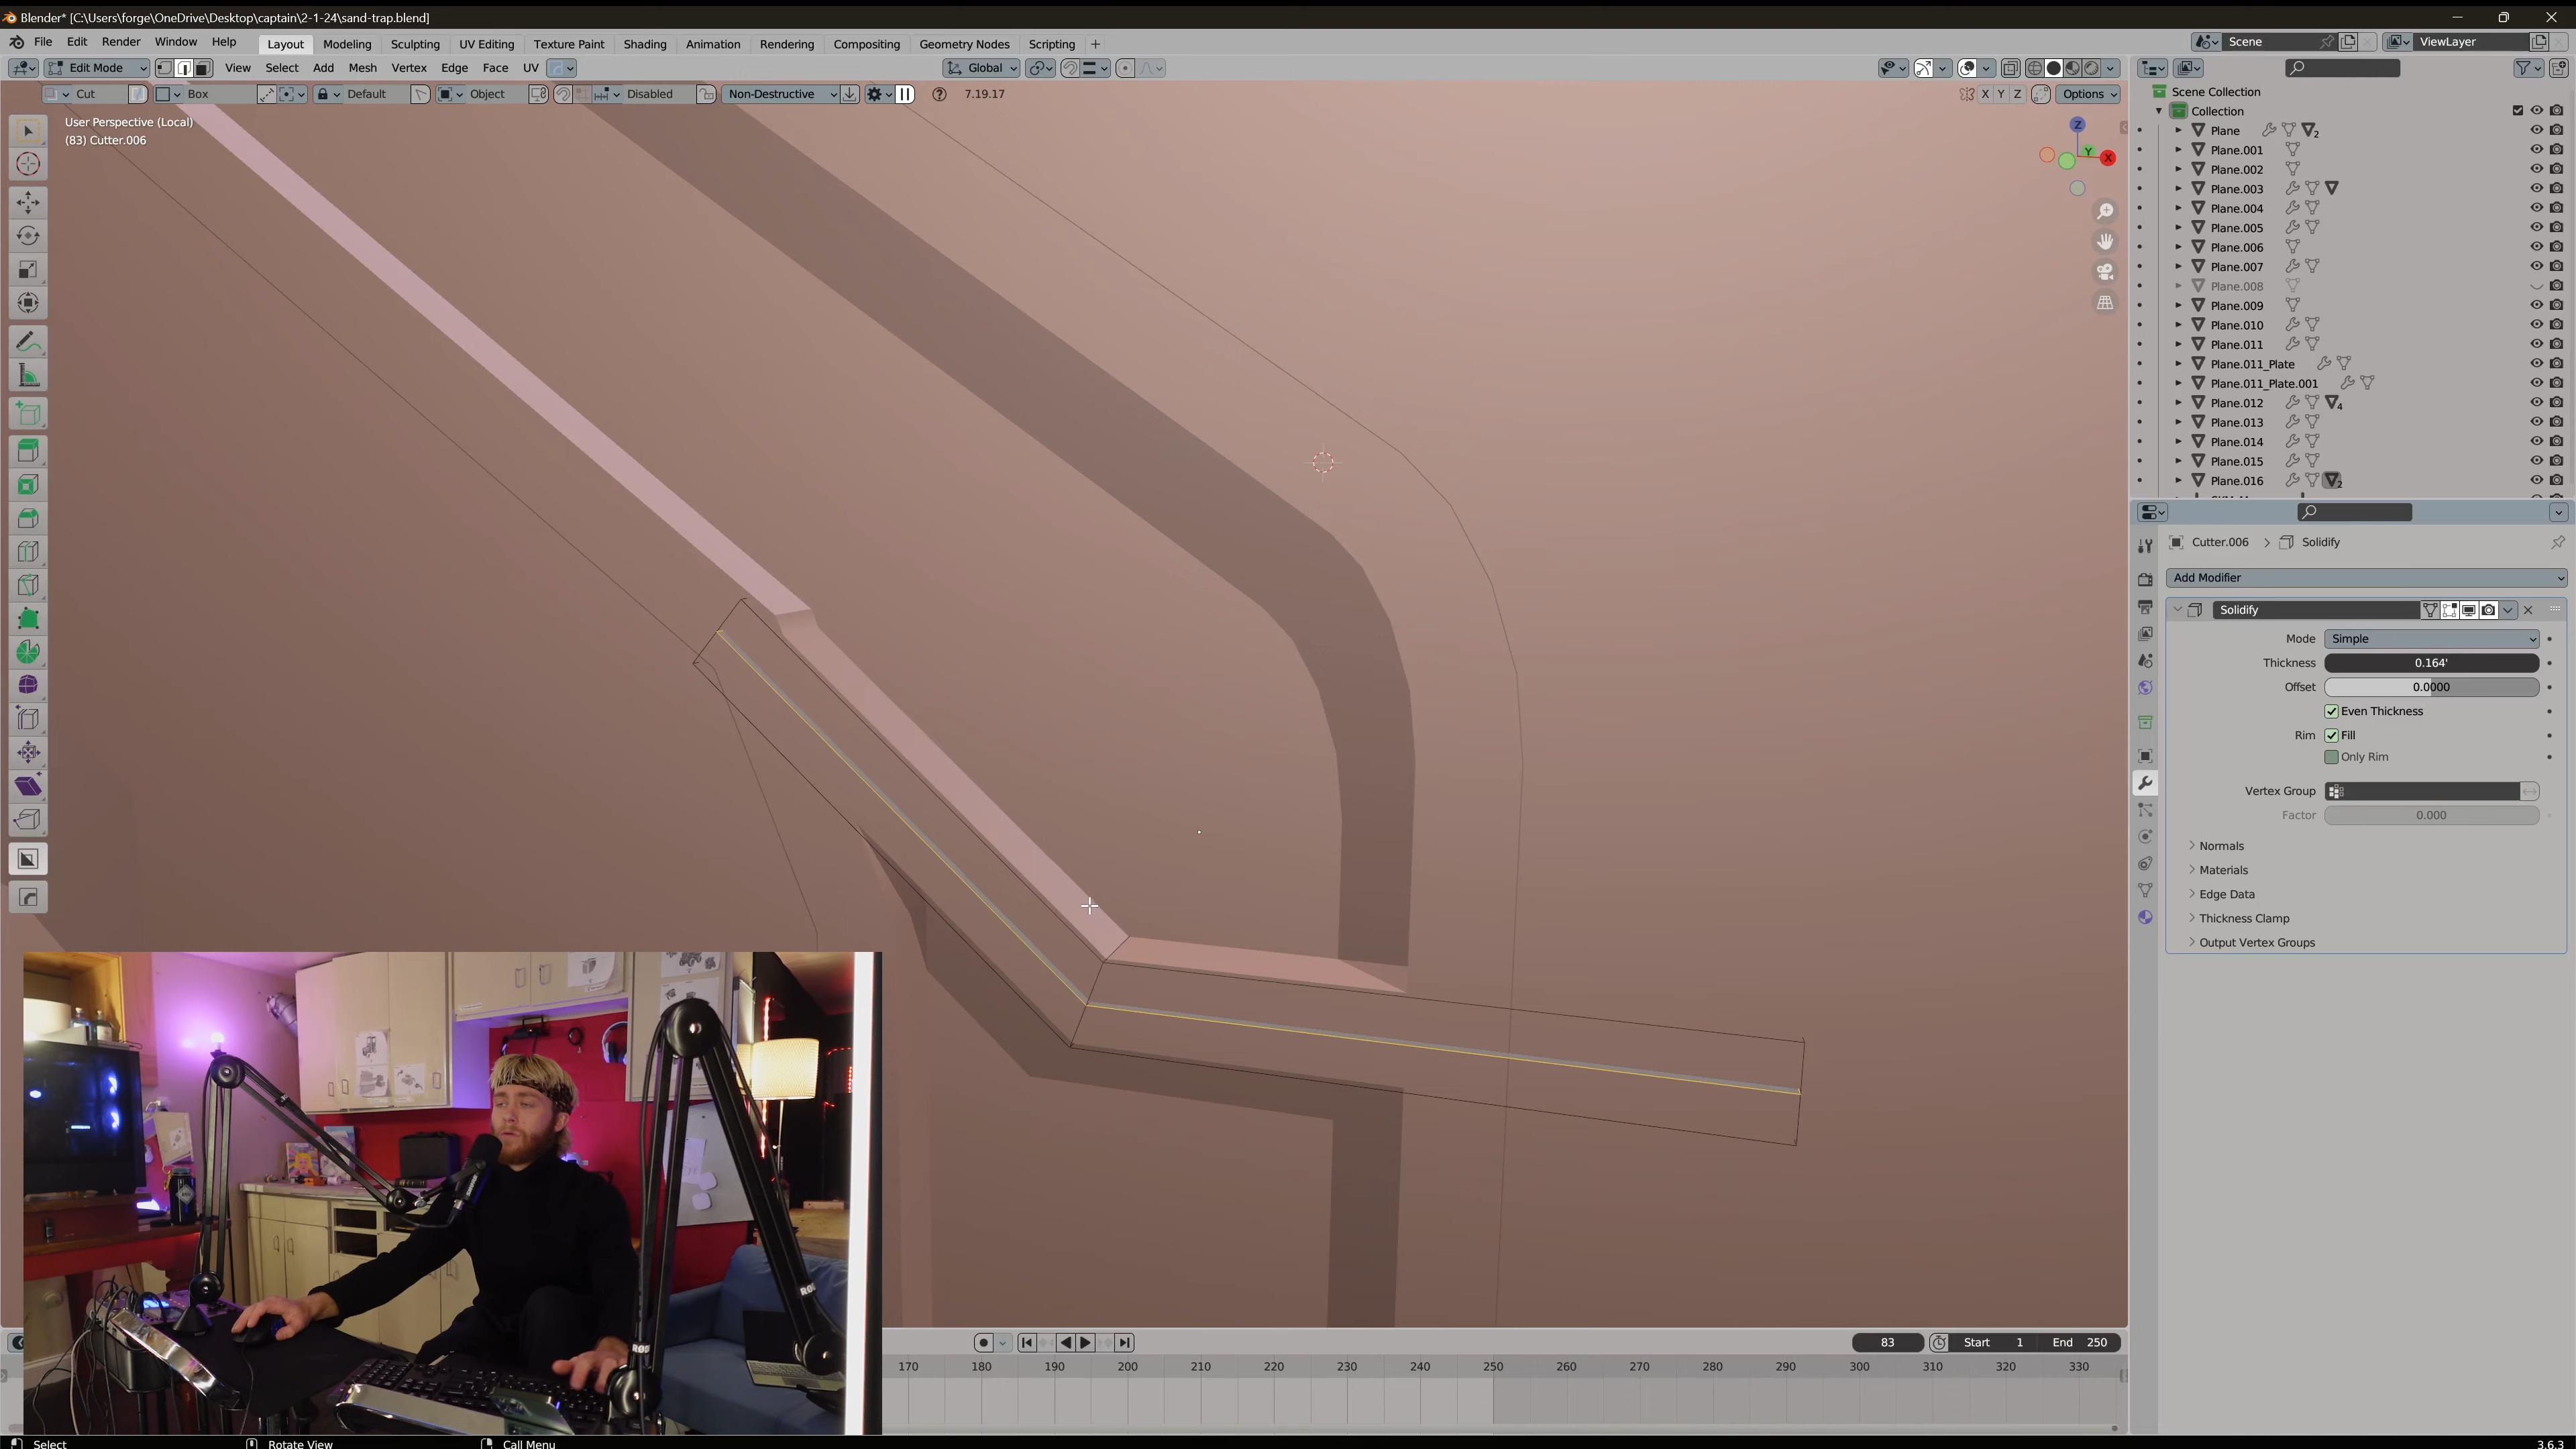 Blender* [C:\Users\forge\OneDrive\Desktop\captain\2-1-24\sand-trap.blend]
File Edit Render Window Help Layout Modeling Sculpting UV Editing Texture Paint Shading Animation Rendering Compositing Geometry Nodes Scripting + Scene ViewLayer
Edit Mode View Select Add Mesh Vertex Edge Face UV Global
Cut Box Default Object Disabled Non-Destructive 7.19.17 X Y Z Options
User Perspective (Local)
(83) Cutter.006
Z
Y
X
Scene Collection
Collection
Plane 2
Plane.001
Plane.002
Plane.003
Plane.004
Plane.005
Plane.006
Plane.007
Plane.008
Plane.009
Plane.010
Plane.011
Plane.011_Plate
Plane.011_Plate.001
Plane.012 4
Plane.013
Plane.014
Plane.015
Plane.016 2
Cutter.006 > Solidify
Add Modifier
Solidify
Mode Simple
Thickness 0.164'
Offset 0.0000
Even Thickness
Rim Fill
Only Rim
Vertex Group
Factor 0.000
Normals
Materials
Edge Data
Thickness Clamp
Output Vertex Groups
83 Start 1 End 250
170 180 190 200 210 220 230 240 250 260 270 280 290 300 310 320 330
Select Rotate View Call Menu 3.6.3